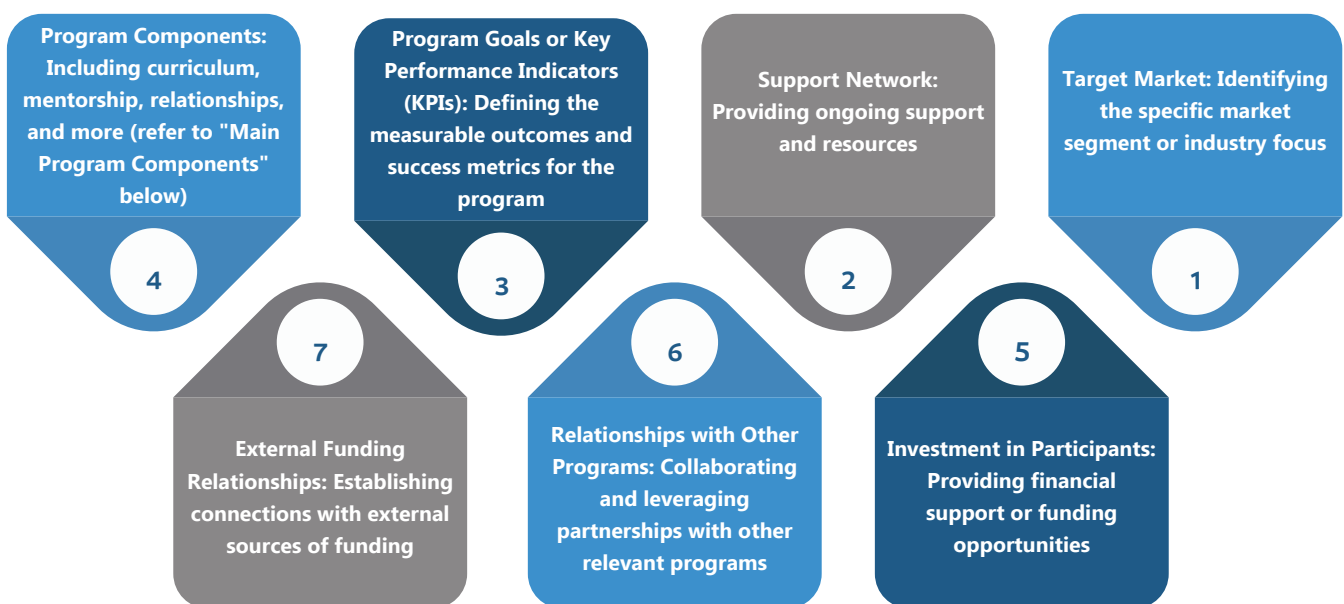 Target Market: Identifying
the specific market
segment or industry focus
1
Support Network:
Providing ongoing support
and resources
2
Program Goals or Key
Performance Indicators
(KPIs): Defining the
measurable outcomes and
success metrics for the
program
3
Program Components:
Including curriculum,
mentorship, relationships,
and more (refer to "Main
Program Components"
below)
4
5
Investment in Participants:
Providing financial
support or funding
opportunities
6
Relationships with Other
Programs: Collaborating
and leveraging
partnerships with other
relevant programs
7
External Funding
Relationships: Establishing
connections with external
sources of funding